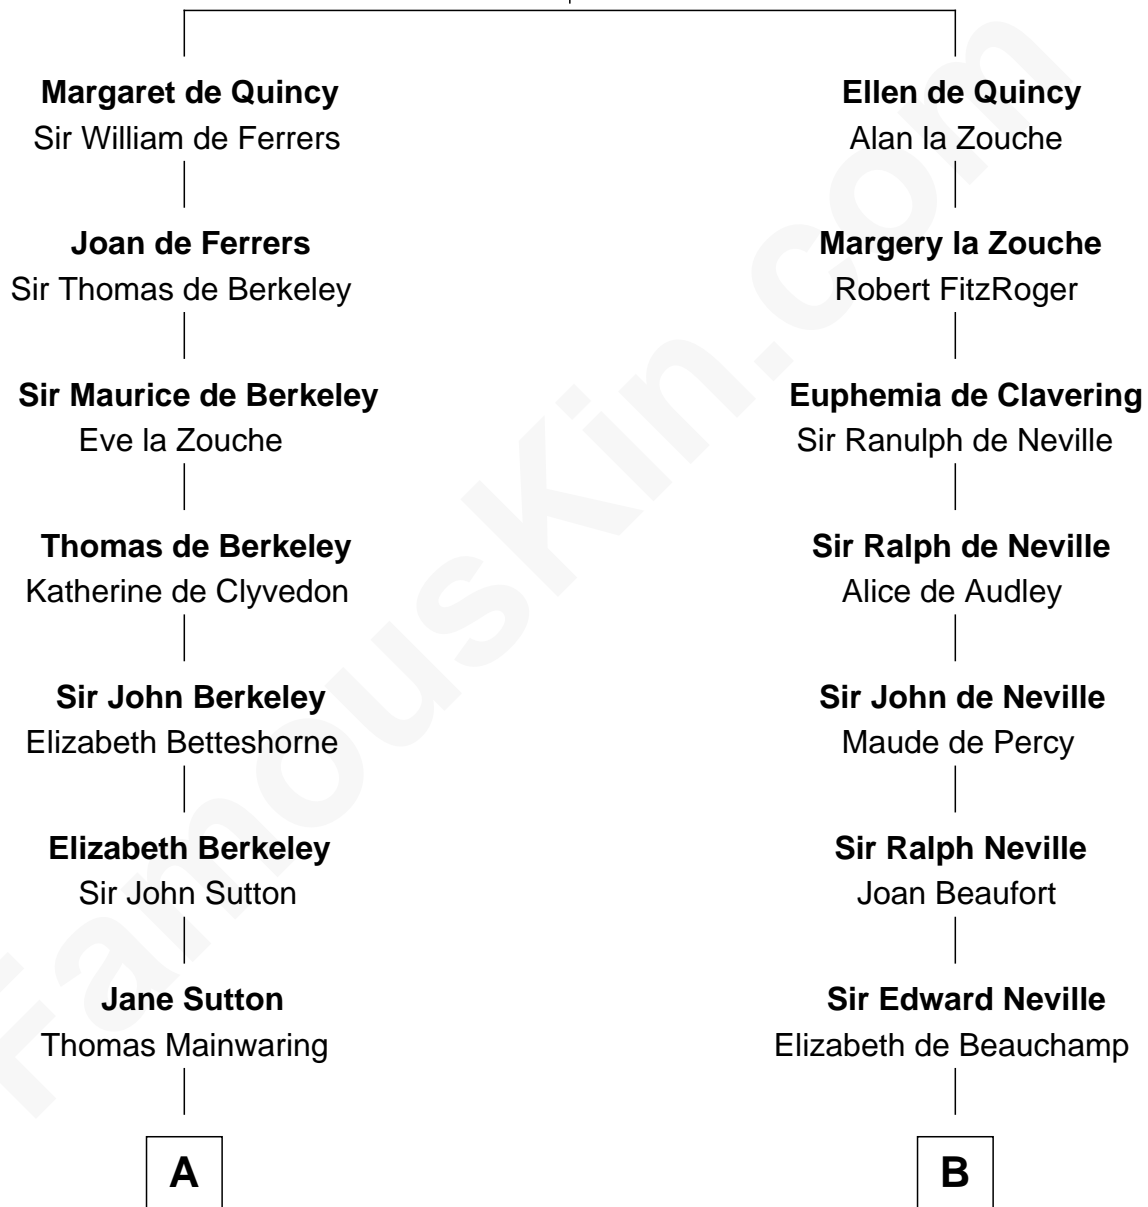 Margaret de Quincy
Sir William de Ferrers
Joan de Ferrers
Sir Thomas de Berkeley
Sir Maurice de Berkeley
Eve la Zouche
Thomas de Berkeley
Katherine de Clyvedon
Sir John Berkeley
Elizabeth Betteshorne
Elizabeth Berkeley
Sir John Sutton
Jane Sutton
Thomas Mainwaring
A
Ellen de Quincy
Alan la Zouche
Margery la Zouche
Robert FitzRoger
Euphemia de Clavering
Sir Ranulph de Neville
Sir Ralph de Neville
Alice de Audley
Sir John de Neville
Maude de Percy
Sir Ralph Neville
Joan Beaufort
Sir Edward Neville
Elizabeth de Beauchamp
B
FamousKin.com